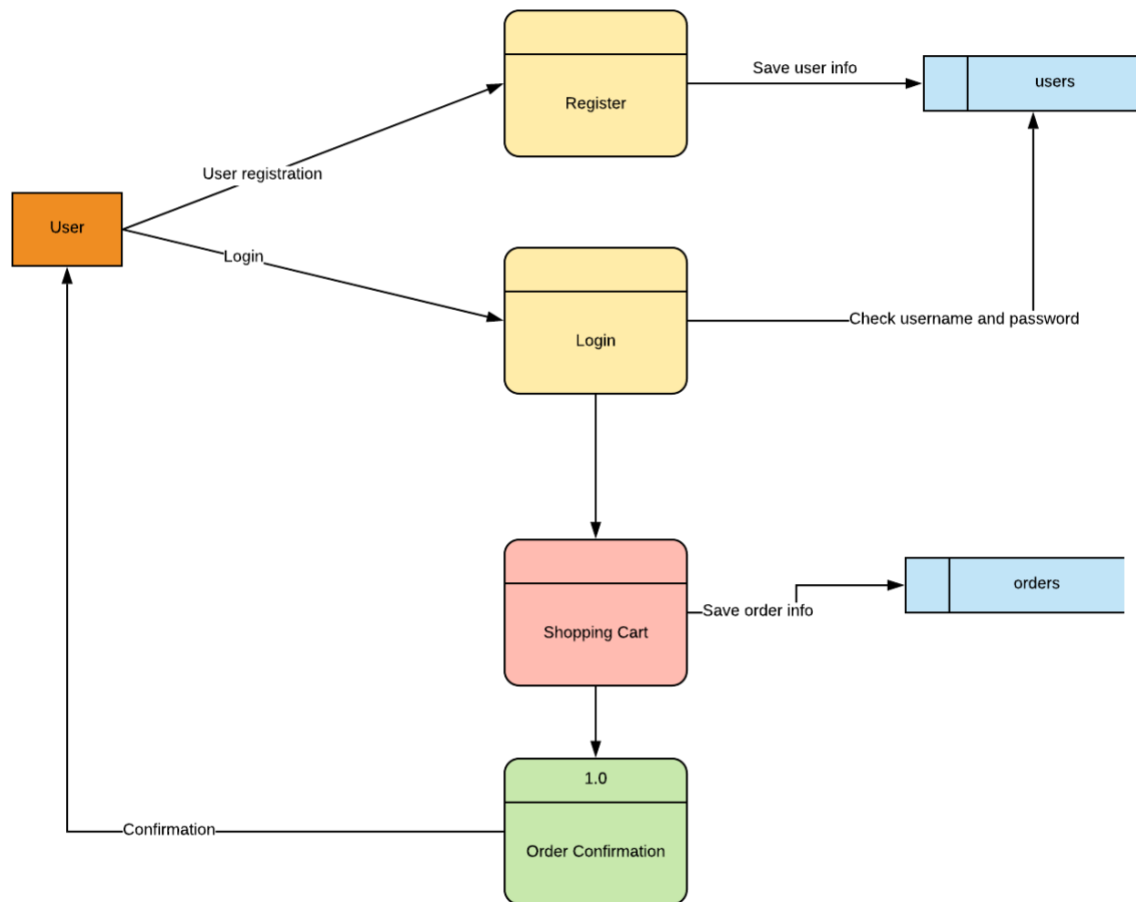 Save user info
users
Register
User registration
User
Login
Login
Check username and password
orders
Save order info
Shopping Cart
1.0
Confirmation
Order Confirmation